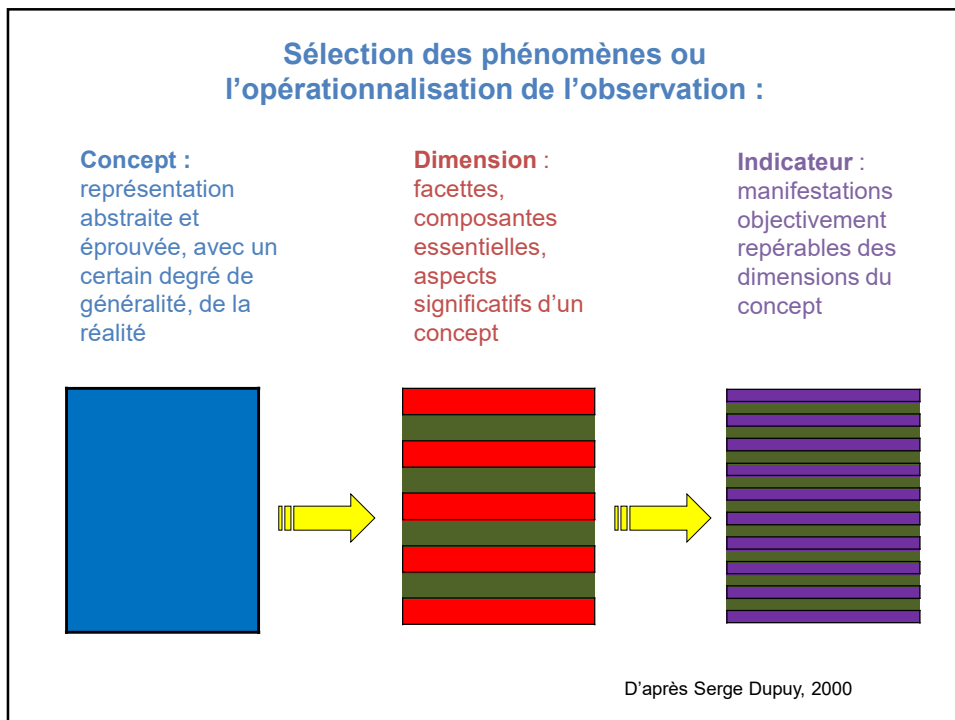 Sélection des phénomènes ou
l’opérationnalisation de l’observation :
Concept :
représentation
abstraite et
éprouvée, avec un
certain degré de
généralité, de la
réalité
Dimension :
facettes,
composantes
essentielles,
aspects
significatifs d’un
concept
Indicateur :
manifestations
objectivement
repérables des
dimensions du
concept
D’après Serge Dupuy, 2000